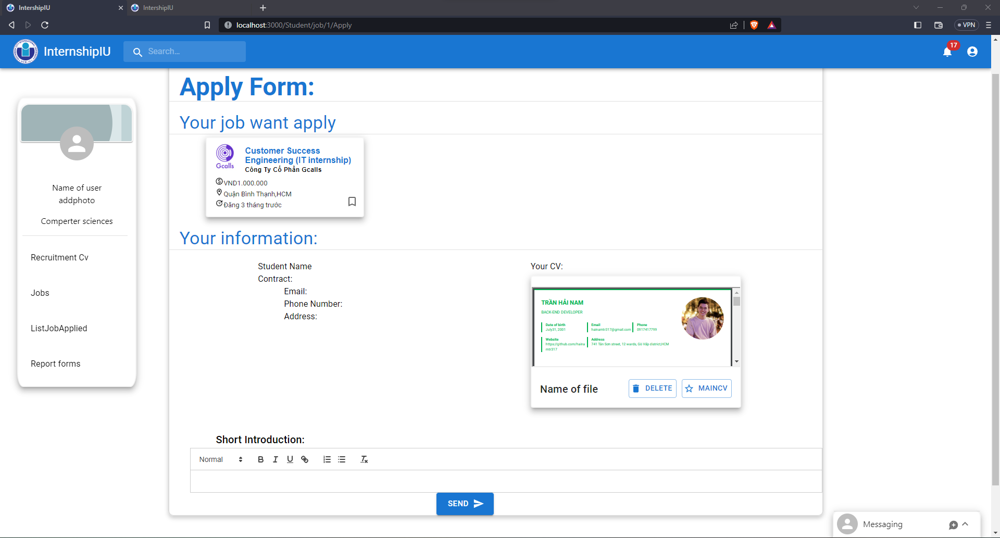 IntershipIU
IntershipIU
localhost:3000/Student/job/1/Apply
VPN
InternshipIU
Search...
17
Apply Form:
Your job want apply
Gcalls
Customer Success
Engineering (IT internship)
Công Ty Cổ Phần Gcalls
VND1.000.000
Quận Bình Thạnh,HCM
Đăng 3 tháng trước
Name of user
addphoto
Comperter sciences
Recruitment Cv
Jobs
ListJobApplied
Report forms
Your information:
Student Name
Contract:
Email:
Phone Number:
Address:
Your CV:
TRẦN HẢI NAM
BACK-END DEVELOPER
Date of birth
July31, 2001
Email
hainamtr317@gmail.com
Phone
0917417799
Website
https://github.com/haina
mtr317
Address
741 Tân Sơn street, 12 wards, Gò Vấp district,HCM
Name of file
DELETE
MAINCV
Short Introduction:
Normal
SEND
Messaging